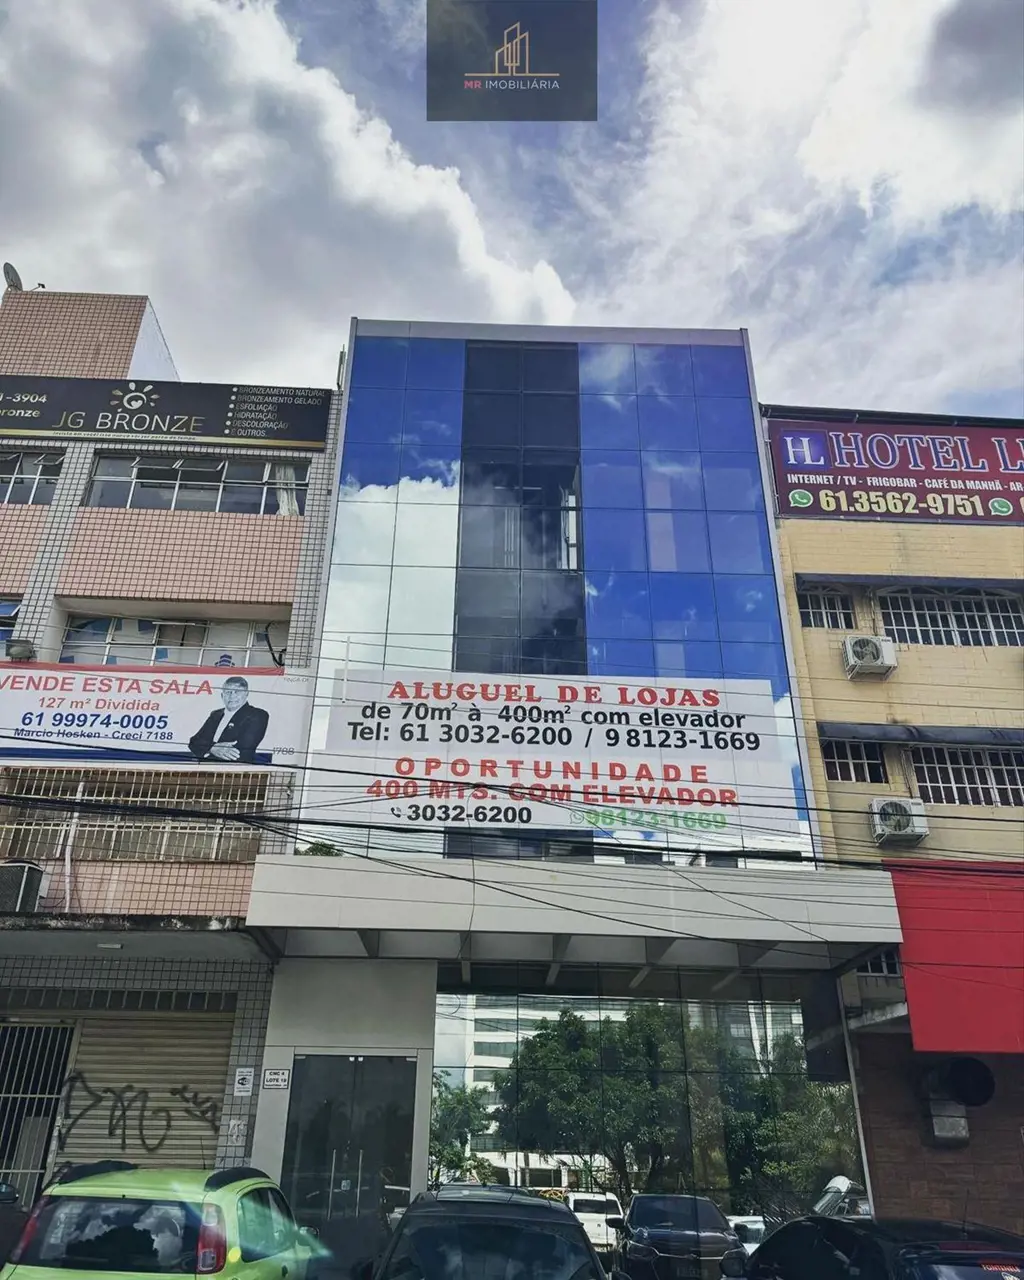 MR IMOBILIÁRIA
1-3904
bronze
JG BRONZE
• BRONZEAMENTO NATURAL
• BRONZEAMENTO GELADO
• ESFOLIAÇÃO
• HIDRATAÇÃO
• DESCOLORAÇÃO
• E OUTROS.
HL HOTEL
INTERNET / TV - FRIGOBAR - CAFÉ DA MANHÃ - AR
61.3562-9751
VENDE ESTA SALA
127 m² Dividida
61 99974-0005
Marcio Hosken - Creci 7188
ALUGUEL DE LOJAS
de 70m² à 400m² com elevador
Tel: 61 3032-6200 / 9 8123-1669
OPORTUNIDADE
400 MTS. COM ELEVADOR
3032-6200 98123-1669
CNC 4
LOTE 10